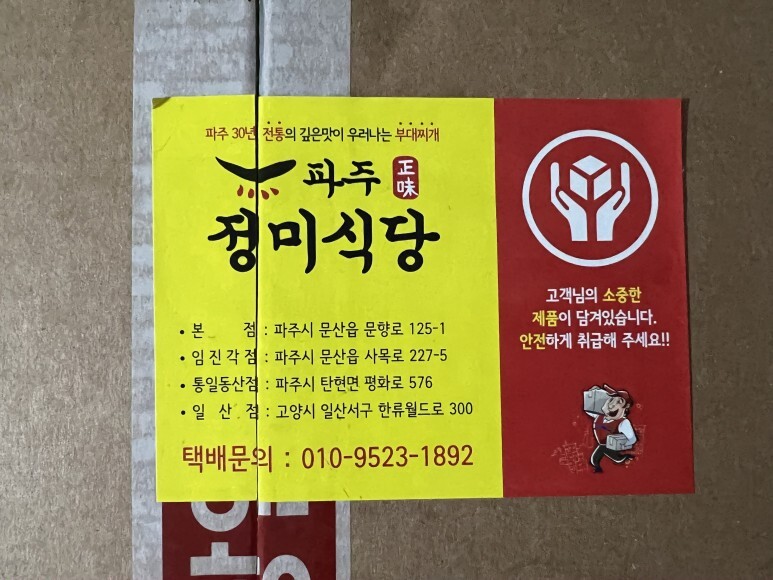 파주 30년 전통의 깊은맛이 우러나는 부대찌개
파주 正味
정미식당
• 본 점 : 파주시 문산읍 문향로 125-1
• 임진각점 : 파주시 문산읍 사목로 227-5
• 통일동산점 : 파주시 탄현면 평화로 576
• 일 산 점 : 고양시 일산서구 한류월드로 300
택배문의 : 010-9523-1892
고객님의 소중한
제품이 담겨있습니다.
안전하게 취급해 주세요!!